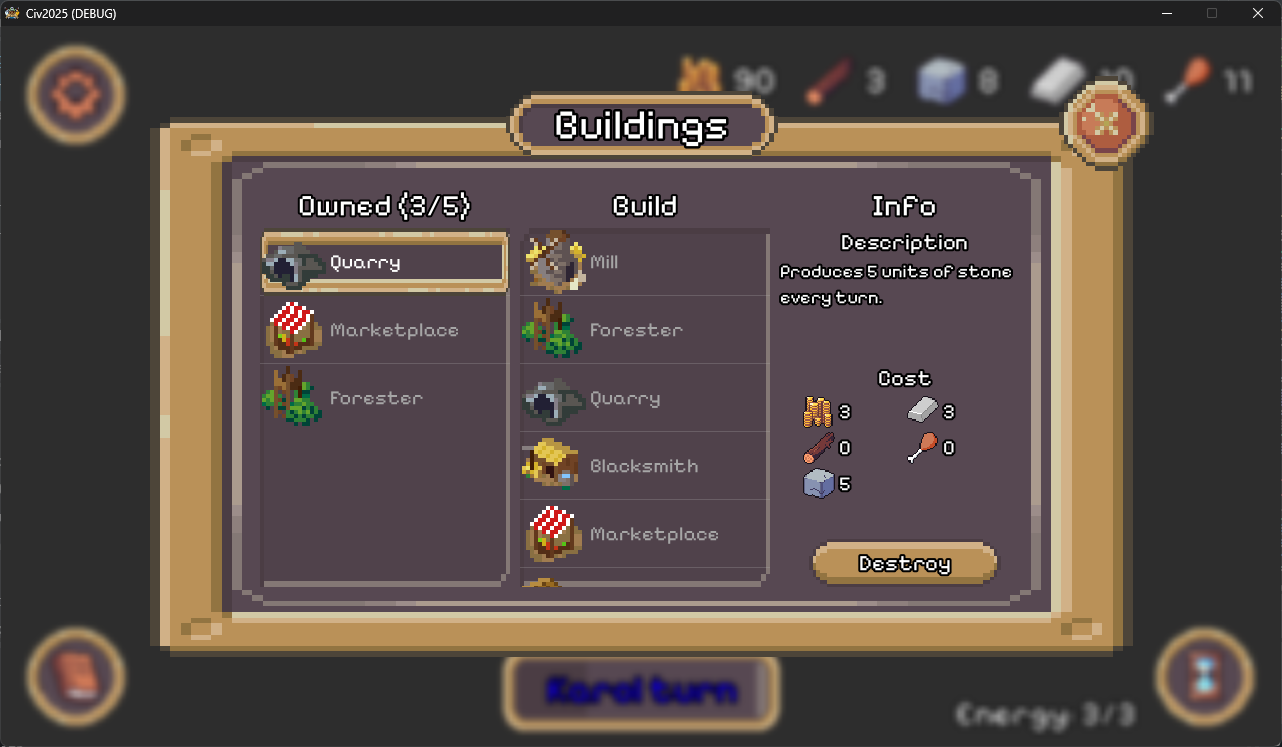 Civ2025 (DEBUG)
90 3 8 10 11
Buildings
Owned (3/5)
Quarry
Marketplace
Forester
Build
Mill
Forester
Quarry
Blacksmith
Marketplace
Info
Description
Produces 5 units of stone
every turn.
Cost
3 3
0 0
5
Destroy
Karol turn
Energy: 3/3